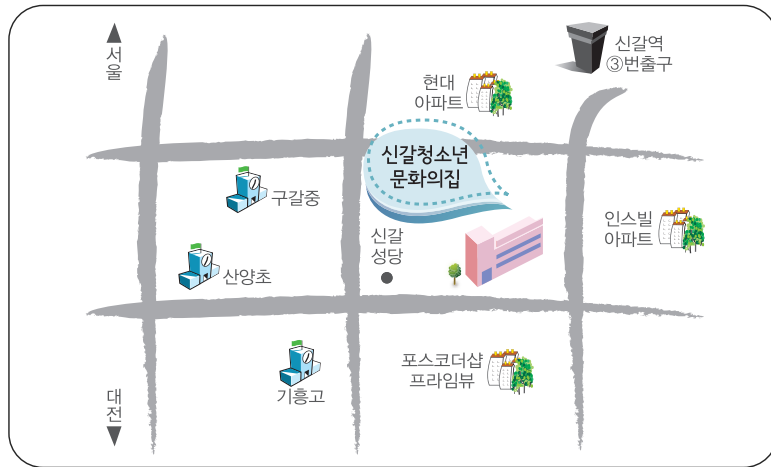 서울
신갈역
③번출구
현대
아파트
신갈청소년
문화의집
구갈중
인스빌
아파트
신갈
성당
산양초
포스코더샵
프라임뷰
기흥고
대전